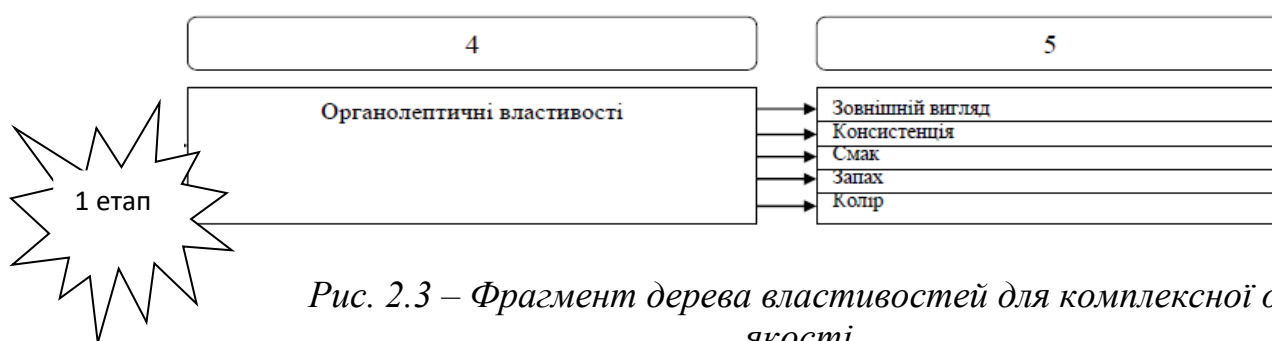 4
5
Органолептичні властивості
Зовнішній вигляд
Консистенція
Смак
Запах
Колір
1 етап
Рис. 2.3 – Фрагмент дерева властивостей для комплексної
якості